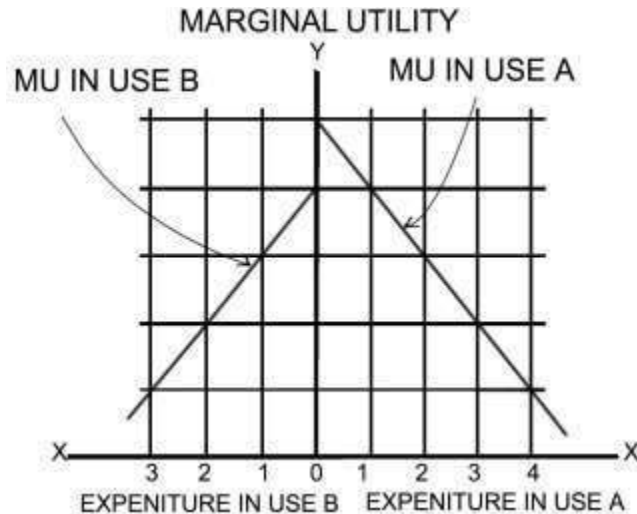 MARGINAL UTILITY
Y
MU IN USE B
MU IN USE A
X
X
3 2 1 0 1 2 3 4
EXPENITURE IN USE B EXPENITURE IN USE A